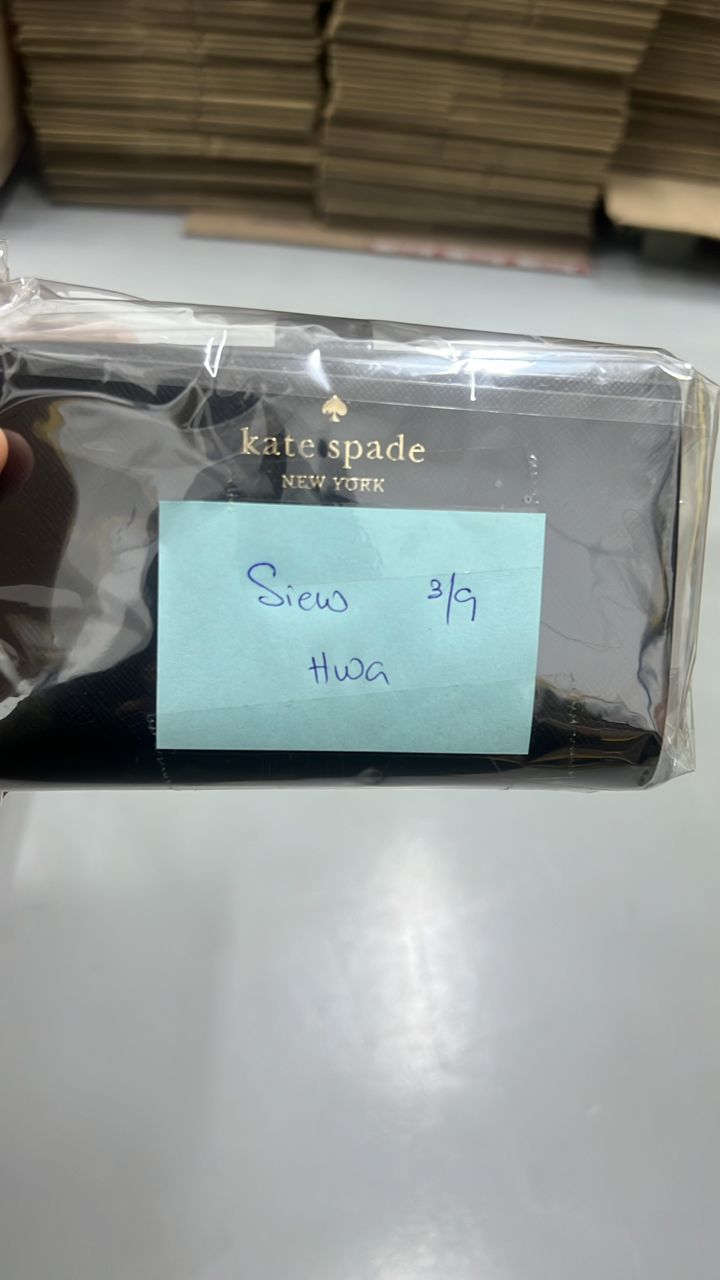 kate spade
NEW YORK
Siew 3/9
Hwa